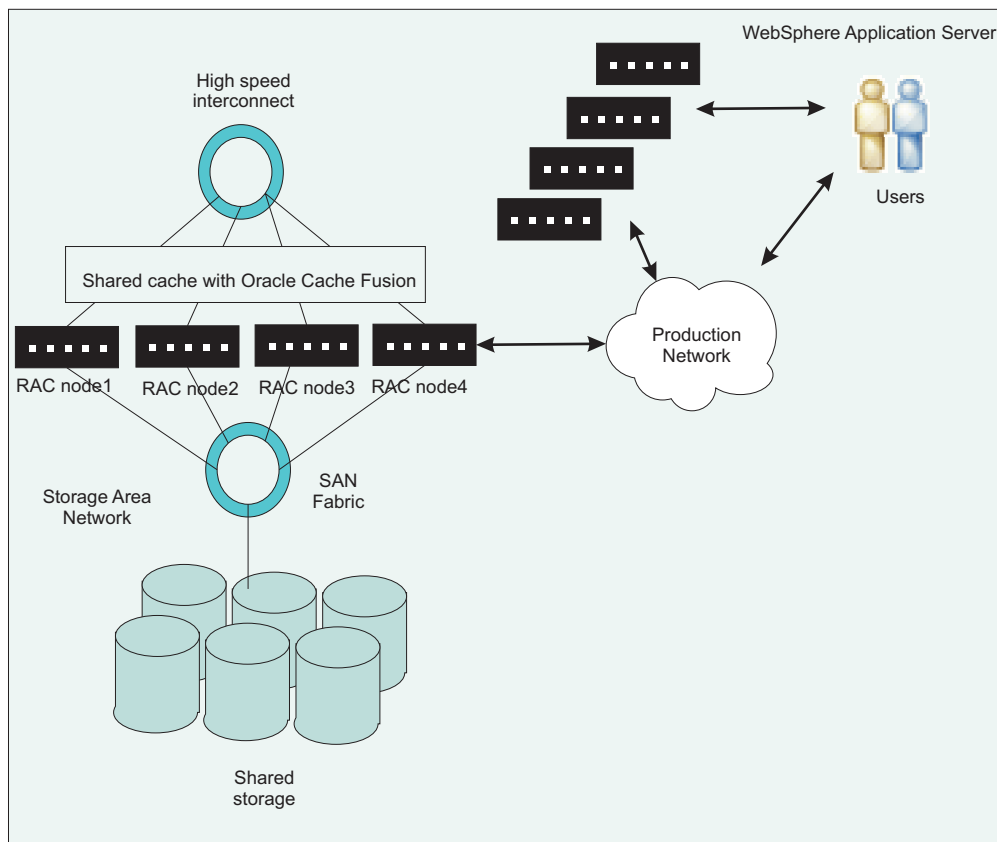 WebSphere Application Server
High speed
interconnect
Users
Shared cache with Oracle Cache Fusion
Production
Network
RAC node1
RAC node2
RAC node3
RAC node4
Storage Area
Network
SAN
Fabric
Shared
storage